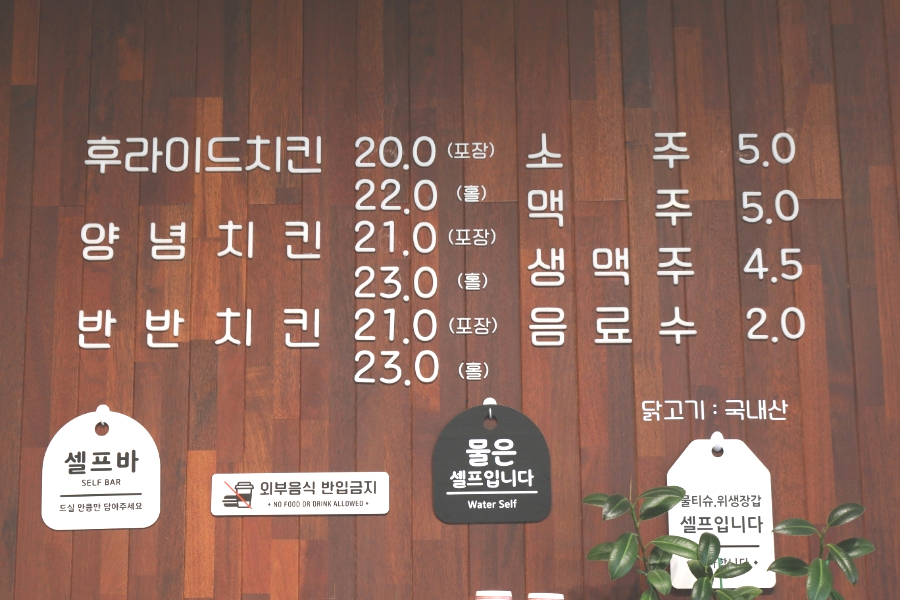 후라이드치킨 20.0 (포장)
22.0 (홀)
양념치킨 21.0 (포장)
23.0 (홀)
반반치킨 21.0 (포장)
23.0 (홀)
소주 5.0
맥주 5.0
생맥주 4.5
음료수 2.0
닭고기 : 국내산
셀프바
SELF BAR
드실 만큼만 담아주세요
외부음식 반입금지
• NO FOOD OR DRINK ALLOWED •
물은
셀프입니다
Water Self
물티슈,위생장갑
셀프입니다